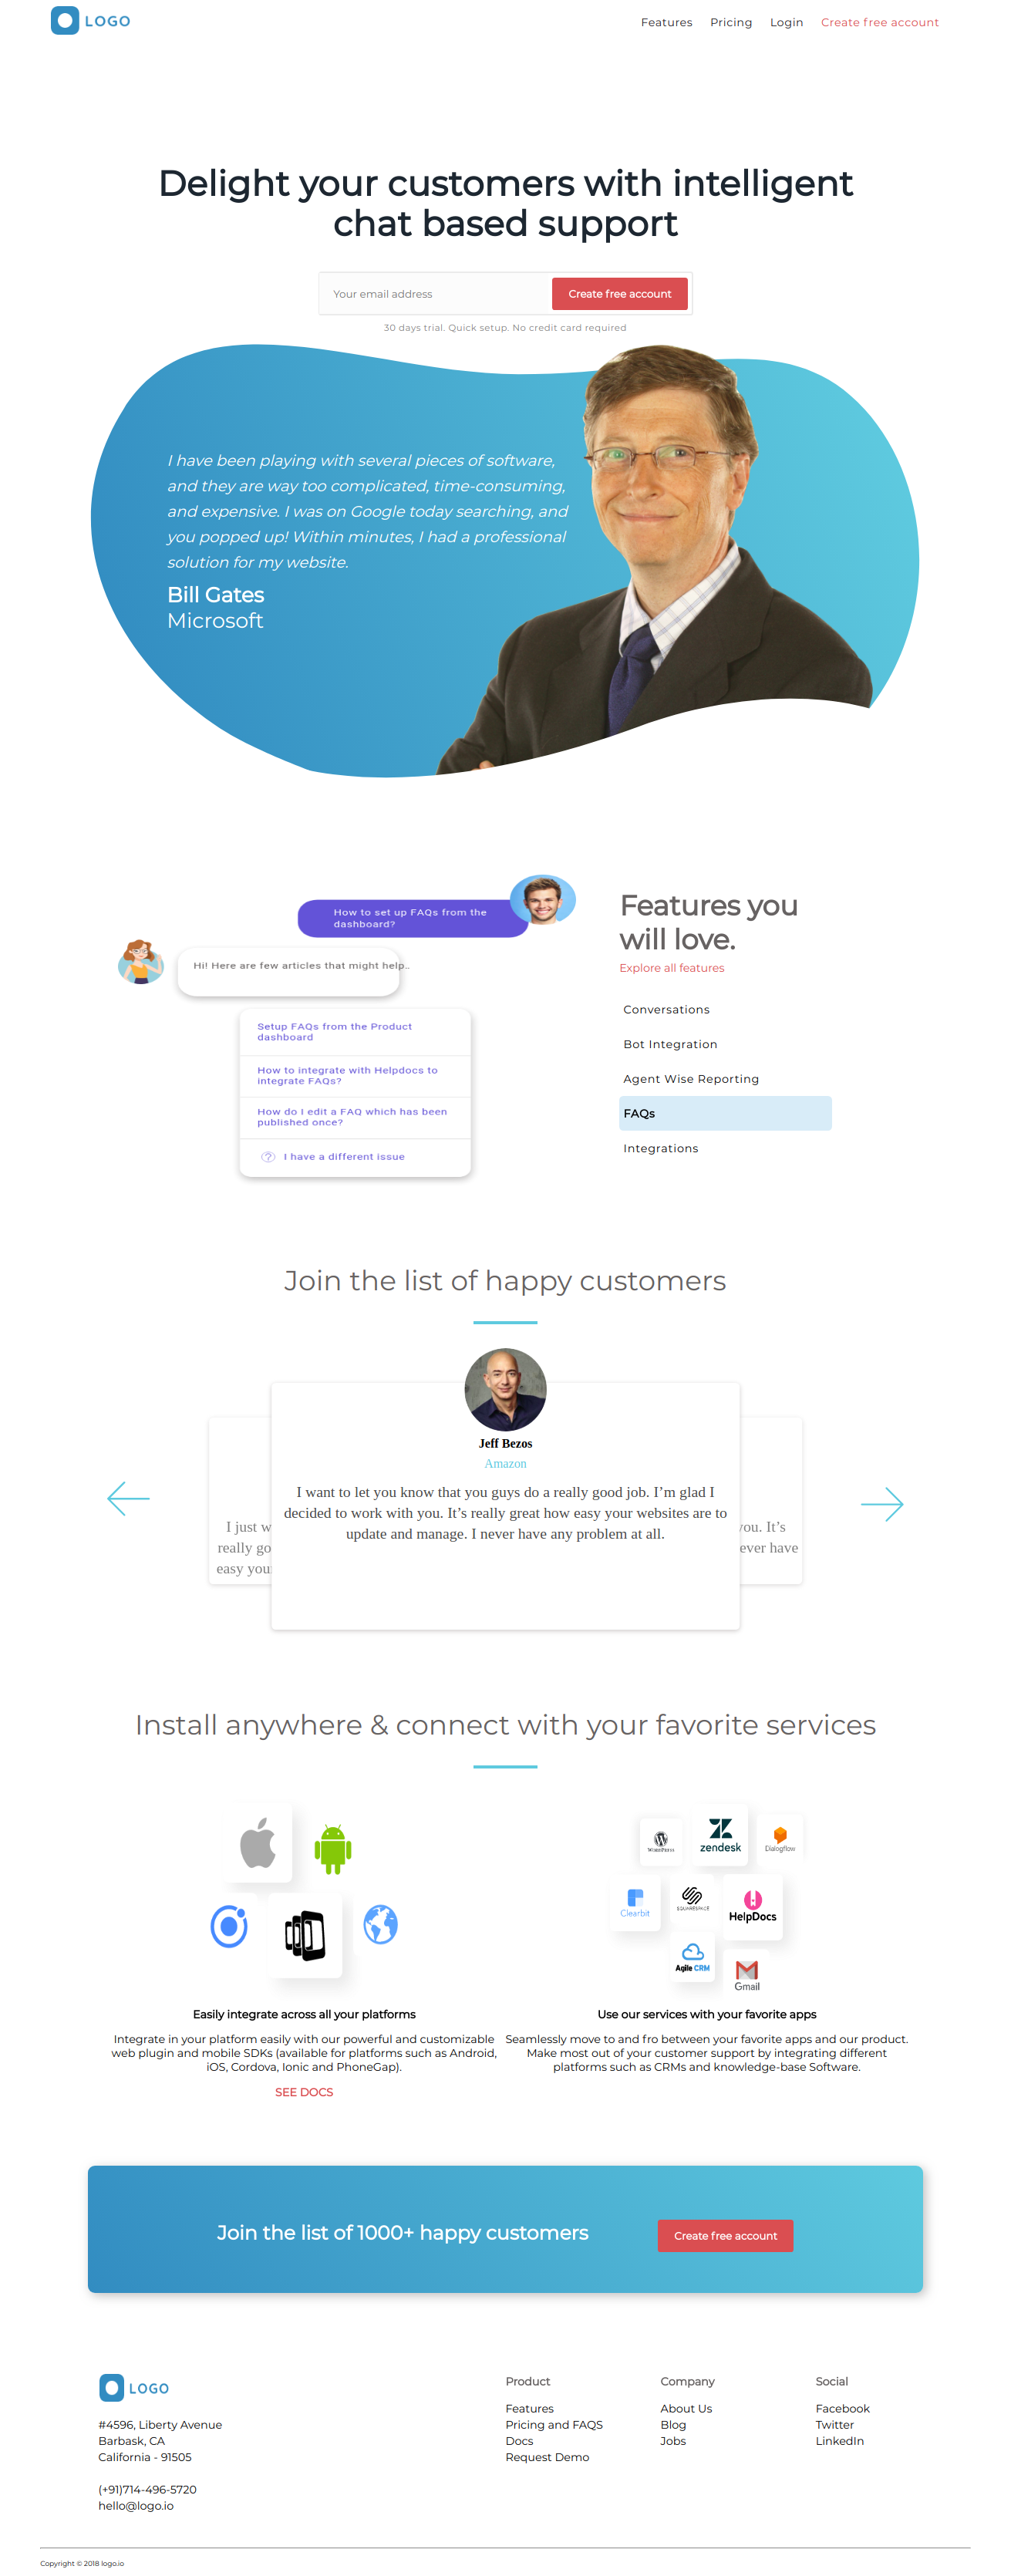 LOGO
Features Pricing Login Create free account
Delight your customers with intelligent
chat based support
Your email address Create free account
30 days trial. Quick setup. No credit card required
I have been playing with several pieces of software,
and they are way too complicated, time-consuming,
and expensive. I was on Google today searching, and
you popped up! Within minutes, I had a professional
solution for my website.
Bill Gates
Microsoft
How to set up FAQs from the
dashboard?
Hi! Here are few articles that might help..
Setup FAQs from the Product
dashboard
How to integrate with Helpdocs to
integrate FAQs?
How do I edit a FAQ which has been
published once?
? I have a different issue
Features you
will love.
Explore all features
Conversations
Bot Integration
Agent Wise Reporting
FAQs
Integrations
Join the list of happy customers
Jeff Bezos
Amazon
I want to let you know that you guys do a really good job. I’m glad I
decided to work with you. It’s really great how easy your websites are to
update and manage. I never have any problem at all.
I just w
really go
easy you
you. It’s
ever have
Install anywhere & connect with your favorite services
WORDPRESS
zendesk
Dialogflow
Clearbit
SQUARESPACE
HelpDocs
Agile CRM
Gmail
Easily integrate across all your platforms
Integrate in your platform easily with our powerful and customizable
web plugin and mobile SDKs (available for platforms such as Android,
iOS, Cordova, Ionic and PhoneGap).
SEE DOCS
Use our services with your favorite apps
Seamlessly move to and fro between your favorite apps and our product.
Make most out of your customer support by integrating different
platforms such as CRMs and knowledge-base Software.
Join the list of 1000+ happy customers
Create free account
LOGO
#4596, Liberty Avenue
Barbask, CA
California - 91505
(+91)714-496-5720
hello@logo.io
Product
Features
Pricing and FAQS
Docs
Request Demo
Company
About Us
Blog
Jobs
Social
Facebook
Twitter
LinkedIn
Copyright © 2018 logo.io